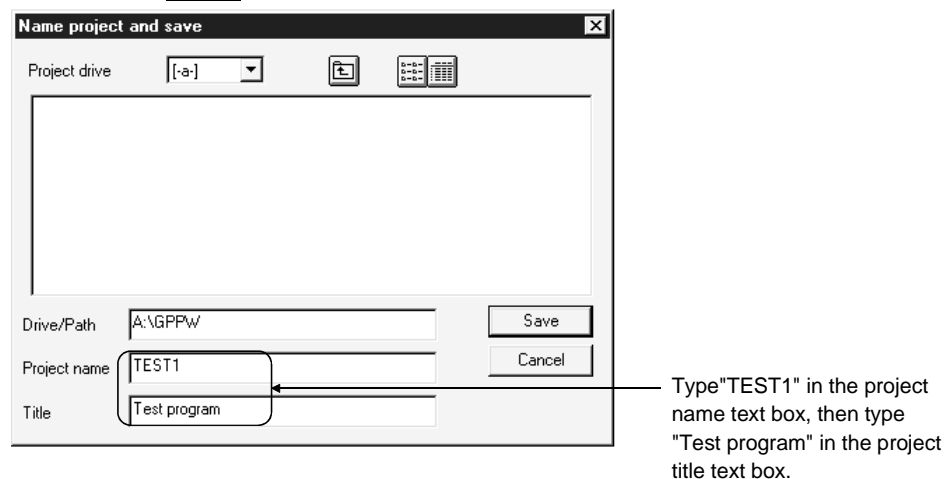 Name project and save
Project drive [-a-]
Drive/Path A:\GPPW Save
Project name TEST1 Cancel
Title Test program
Type"TEST1" in the project
name text box, then type
"Test program" in the project
title text box.